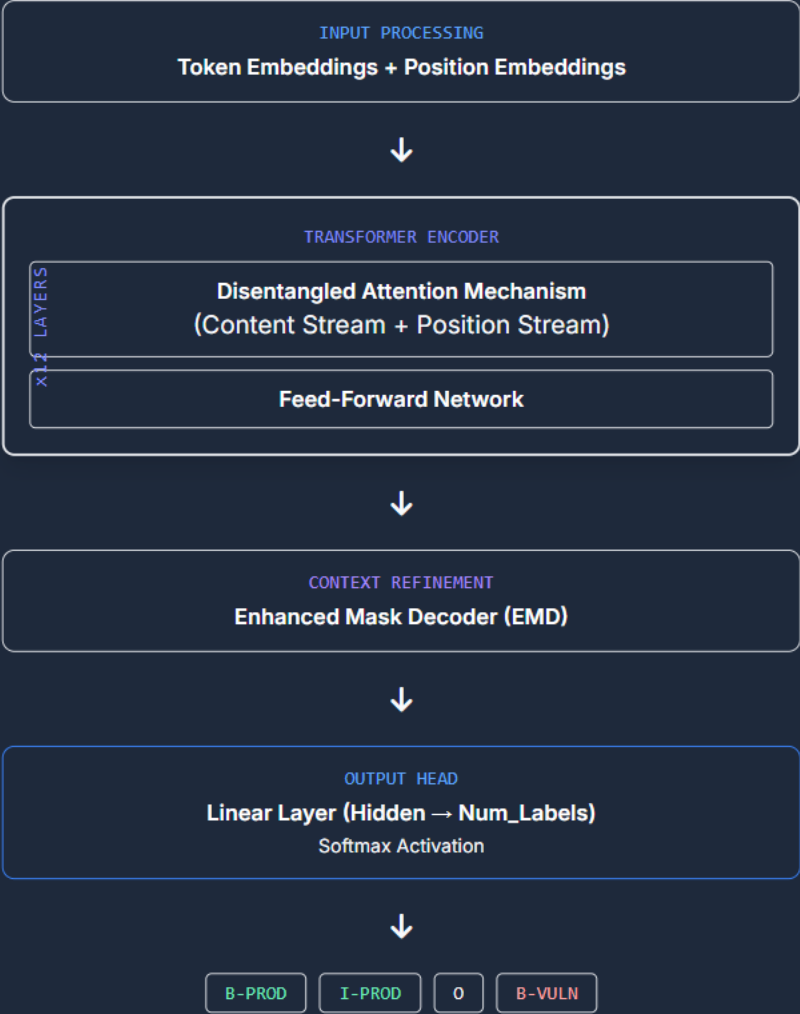 INPUT PROCESSING
Token Embeddings + Position Embeddings
TRANSFORMER ENCODER
x12 LAYERS
Disentangled Attention Mechanism
(Content Stream + Position Stream)
Feed-Forward Network
CONTEXT REFINEMENT
Enhanced Mask Decoder (EMD)
OUTPUT HEAD
Linear Layer (Hidden → Num_Labels)
Softmax Activation
B-PROD I-PROD O B-VULN